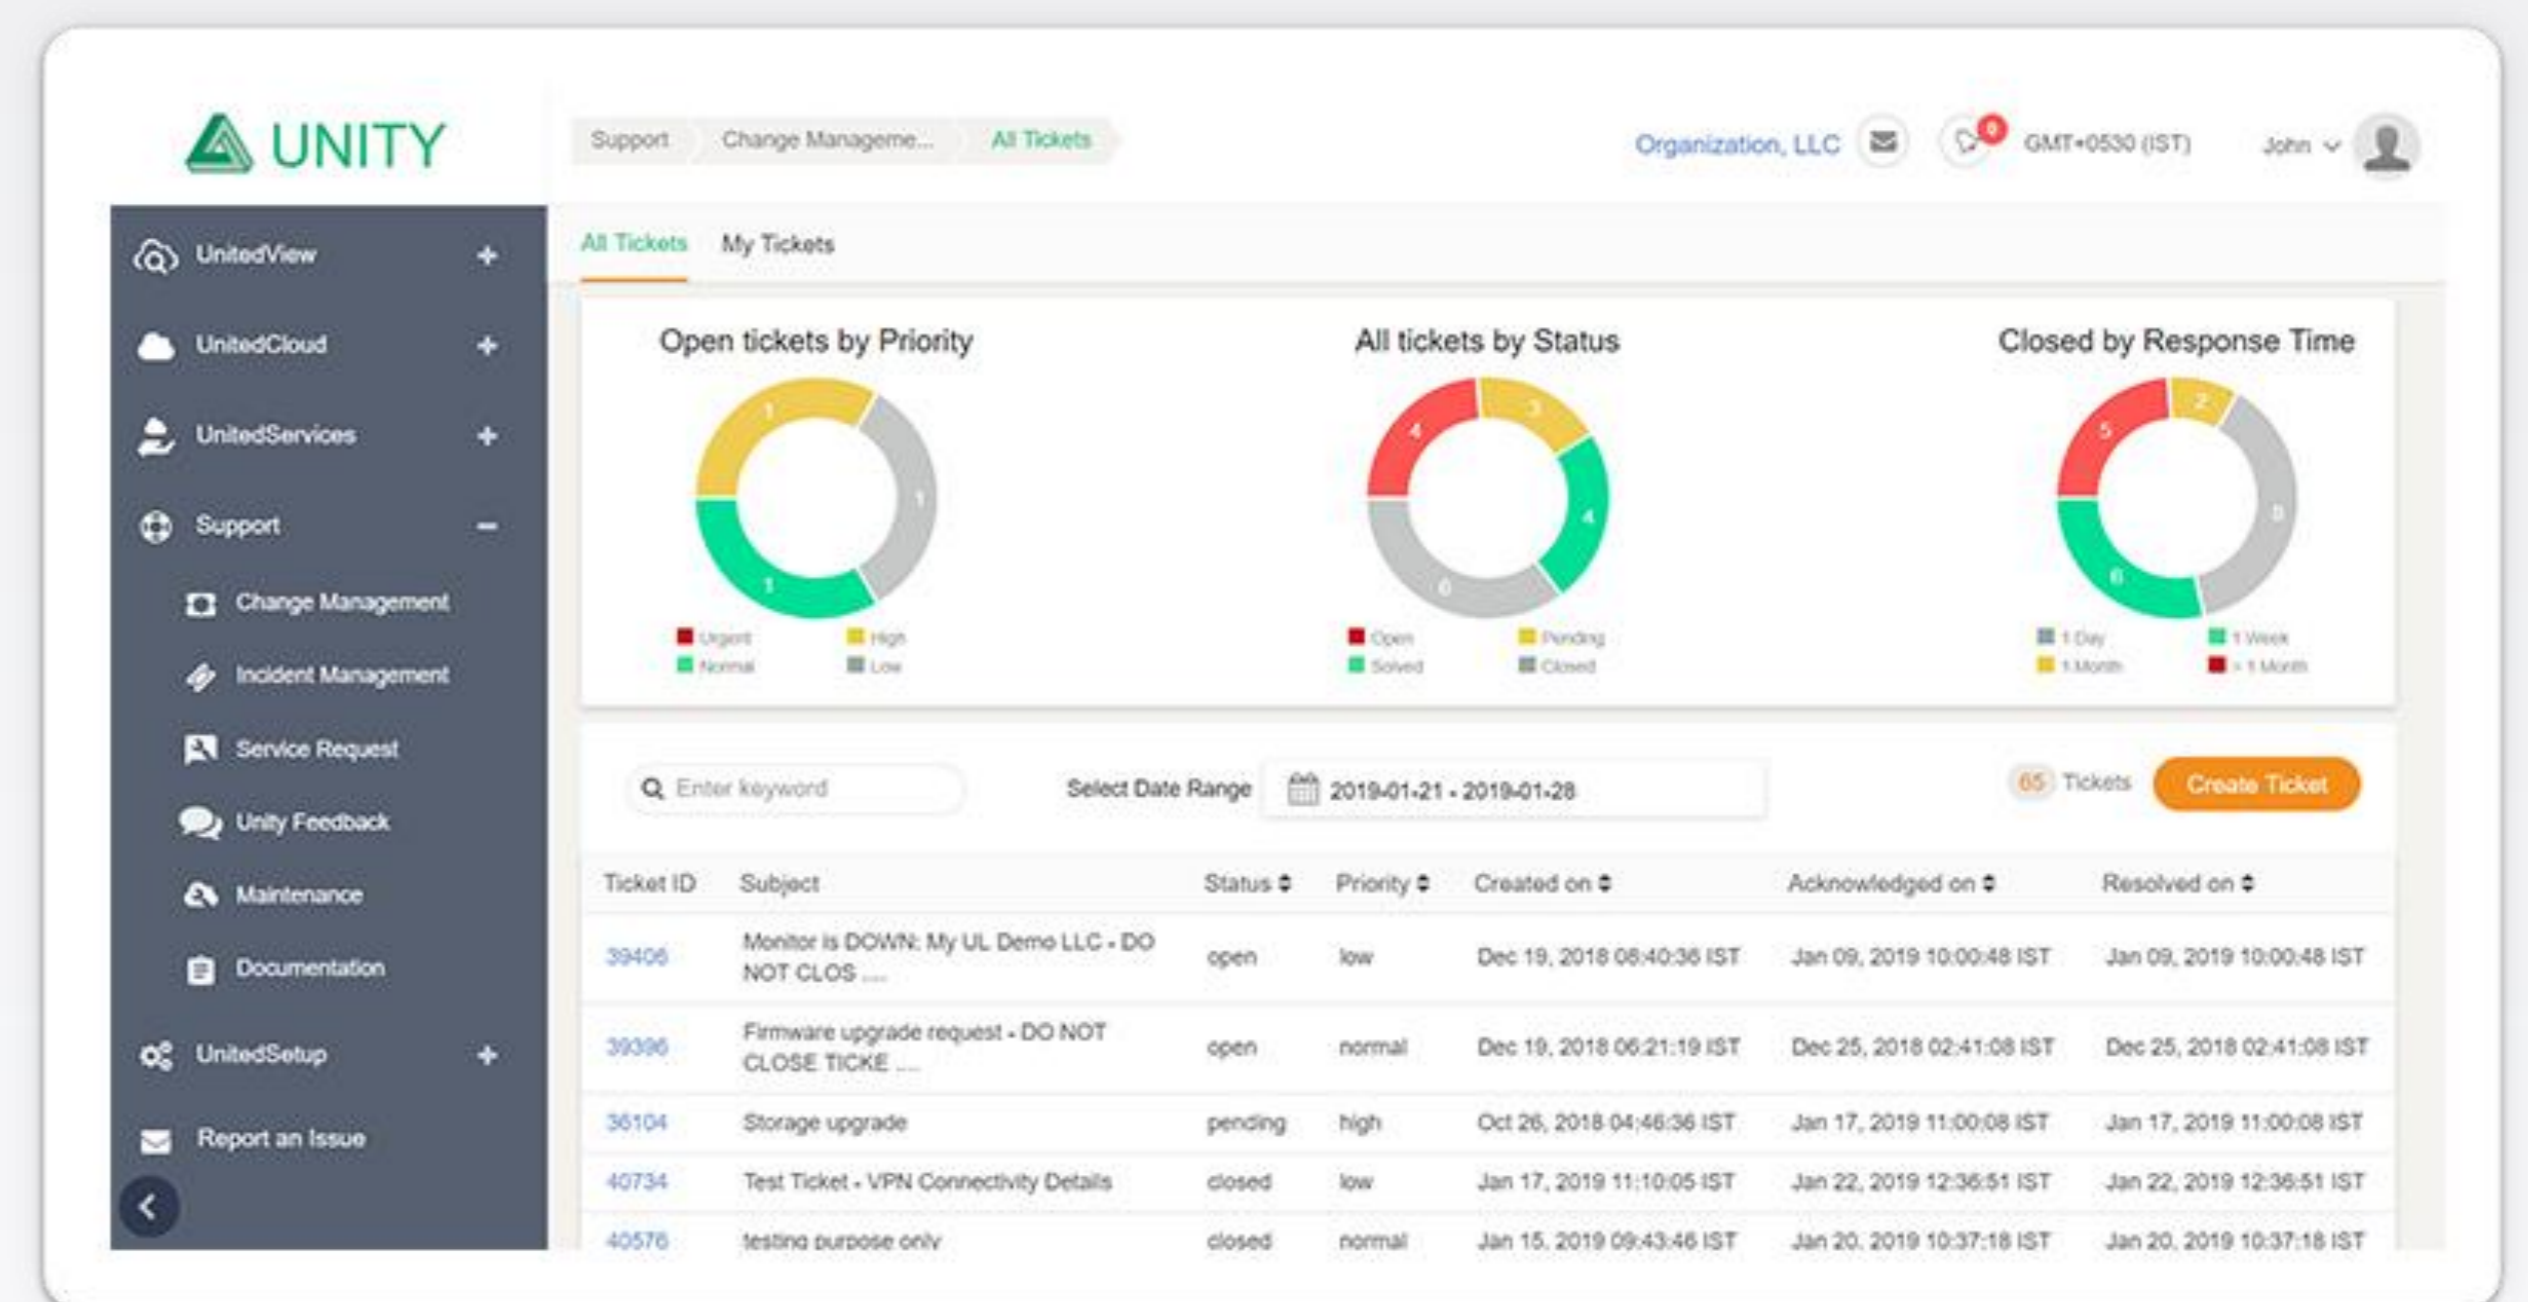 UNITY
Support
Change Manageme...
All Tickets
Organization, LLC
0
GMT+0530 (IST)
John
UnitedView
UnitedCloud
UnitedServices
Support
Change Management
Incident Management
Service Request
Unity Feedback
Maintenance
Documentation
UnitedSetup
Report an Issue
All Tickets
My Tickets
Open tickets by Priority
1
1
1
Urgent
High
Normal
Low
All tickets by Status
4
3
4
6
Open
Pending
Solved
Closed
Closed by Response Time
5
2
8
6
1 Day
1 Week
1 Month
> 1 Month
Enter keyword
Select Date Range
2019-01-21 - 2019-01-28
65 Tickets
Create Ticket
Ticket ID Subject Status Priority Created on Acknowledged on Resolved on
39406 Monitor is DOWN: My UL Demo LLC - DO NOT CLOS .... open low Dec 19, 2018 08:40:36 IST Jan 09, 2019 10:00:48 IST Jan 09, 2019 10:00:48 IST
39396 Firmware upgrade request - DO NOT CLOSE TICKE .... open normal Dec 19, 2018 06:21:19 IST Dec 25, 2018 02:41:08 IST Dec 25, 2018 02:41:08 IST
36104 Storage upgrade pending high Oct 26, 2018 04:46:36 IST Jan 17, 2019 11:00:08 IST Jan 17, 2019 11:00:08 IST
40734 Test Ticket - VPN Connectivity Details closed low Jan 17, 2019 11:10:05 IST Jan 22, 2019 12:36:51 IST Jan 22, 2019 12:36:51 IST
40576 testing purpose only closed normal Jan 15, 2019 09:43:46 IST Jan 20, 2019 10:37:18 IST Jan 20, 2019 10:37:18 IST